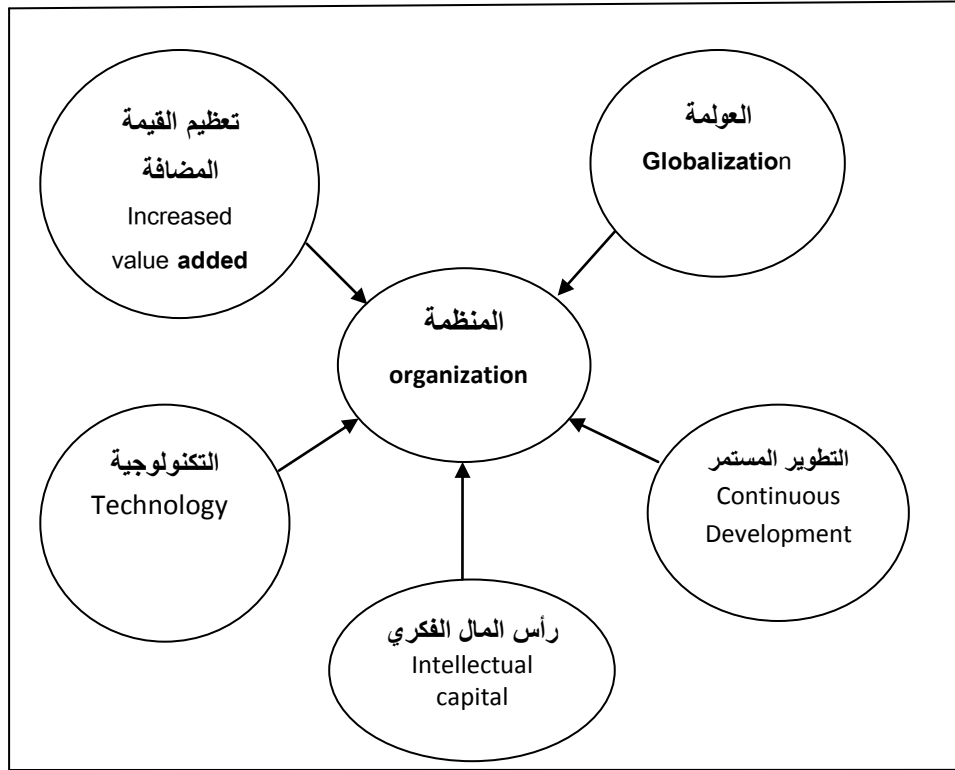 تعظيم القيمة
المضافة
Increased
value added
العولمة
Globalization
المنظمة
organization
التكنولوجية
Technology
التطوير المستمر
Continuous
Development
رأس المال الفكري
Intellectual
capital